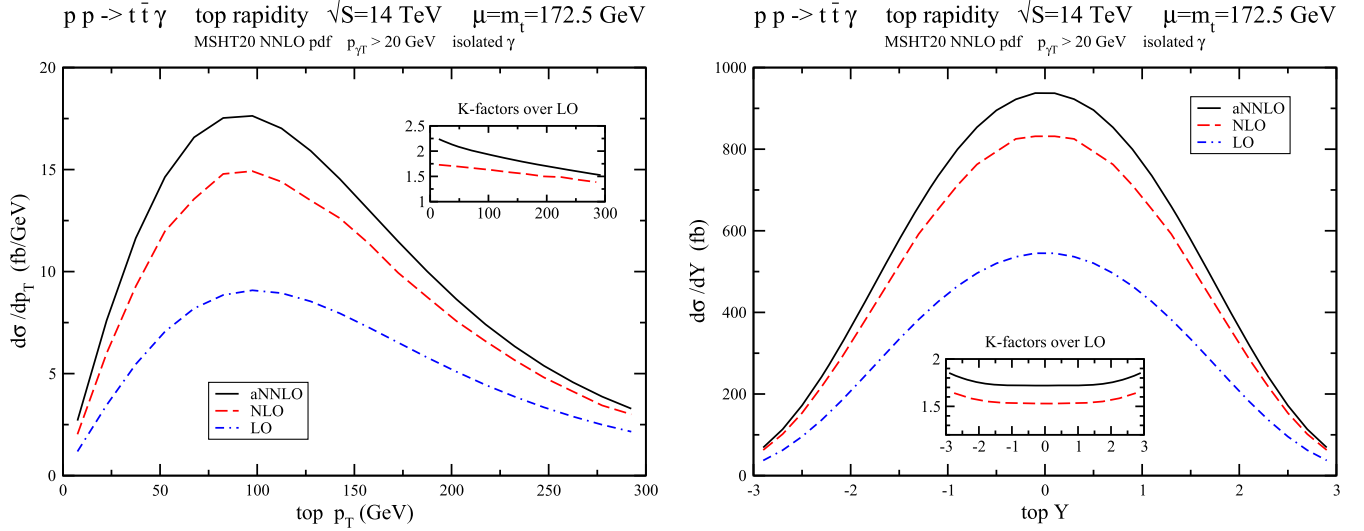 p p -> t t̄ γ top rapidity √S=14 TeV μ=m_t=172.5 GeV
MSHT20 NNLO pdf p_γT > 20 GeV isolated γ
20
15
10
5
0
dσ/dp_T (fb/GeV)
K-factors over LO
2.5
2
1.5
1
0 100 200 300
aNNLO
NLO
LO
0 50 100 150 200 250 300
top p_T (GeV)
p p -> t t̄ γ top rapidity √S=14 TeV μ=m_t=172.5 GeV
MSHT20 NNLO pdf p_γT > 20 GeV isolated γ
1000
800
600
400
200
0
dσ/dY (fb)
aNNLO
NLO
LO
K-factors over LO
2
1.5
-3 -2 -1 0 1 2 3
-3 -2 -1 0 1 2 3
top Y